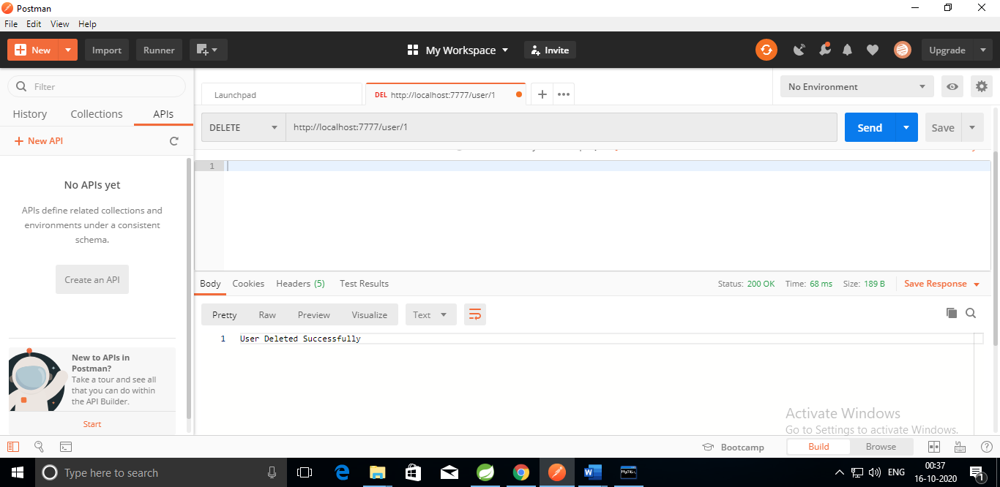 Postman
File Edit View Help
New Import Runner My Workspace Invite Upgrade
Filter
History Collections APIs
New API
No APIs yet
APIs define related collections and
environments under a consistent
schema.
Create an API
New to APIs in
Postman?
Take a tour and see all
that you can do within
the API Builder.
Start
Launchpad DEL http://localhost:7777/user/1 No Environment
DELETE http://localhost:7777/user/1 Send Save
1
Body Cookies Headers (5) Test Results Status: 200 OK Time: 68 ms Size: 189 B Save Response
Pretty Raw Preview Visualize Text
1 User Deleted Successfully
Activate Windows
Go to Settings to activate Windows.
Bootcamp Build Browse
Type here to search ENG 00:37
16-10-2020 1